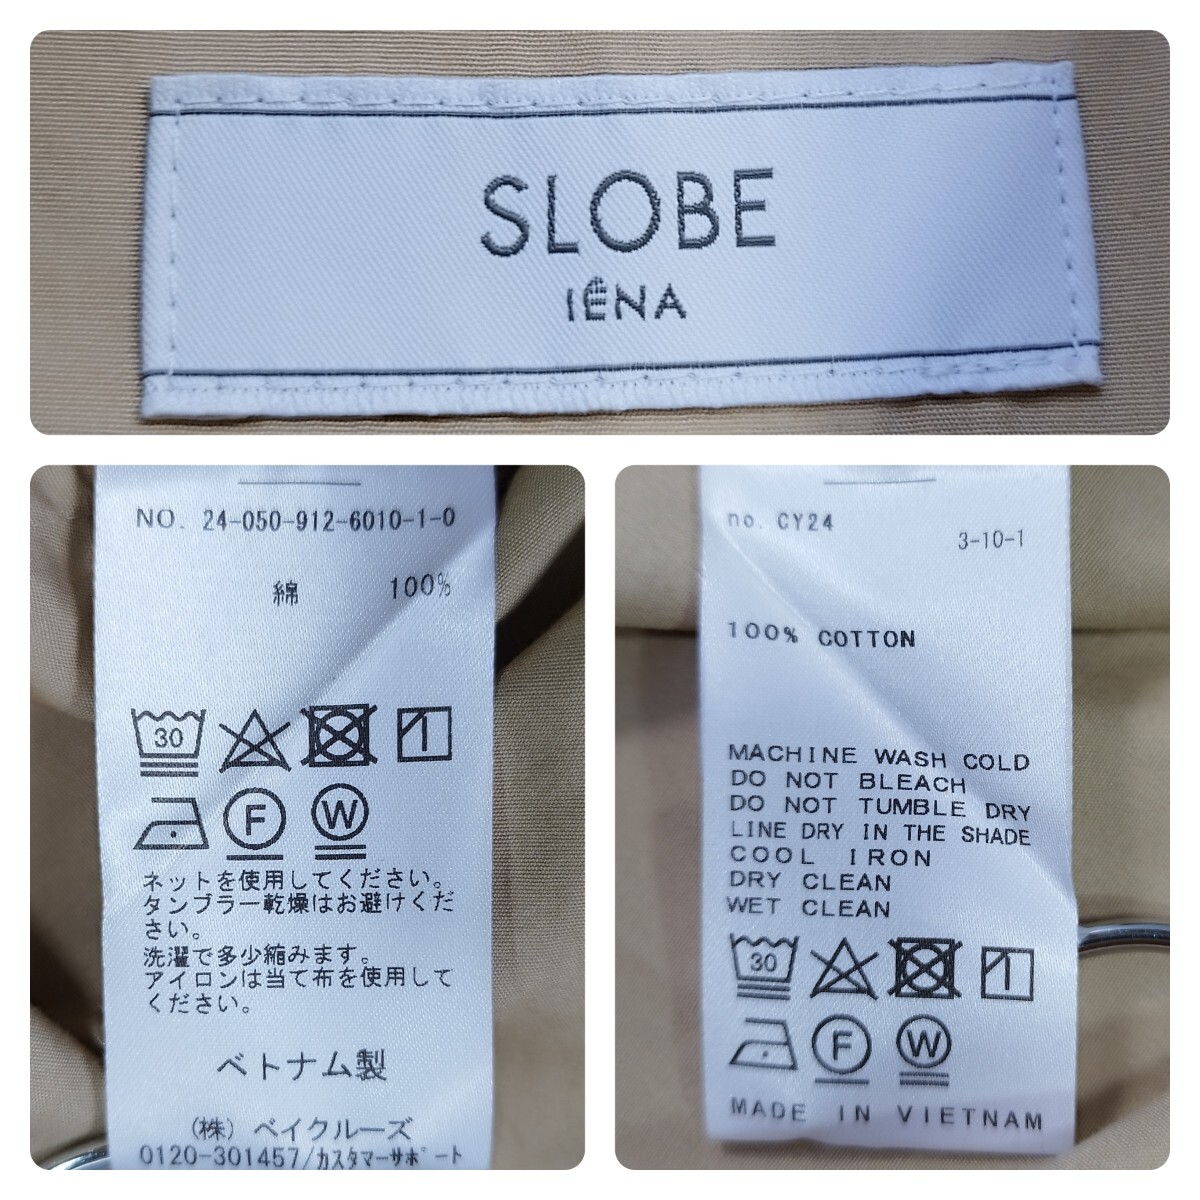 SLOBE
IÉNA
NO. 24-050-912-6010-1-0
綿 100%
30
F W
ネットを使用してください。
タンブラー乾燥はお避けくだ
さい。
洗濯で多少縮みます。
アイロンは当て布を使用して
ください。
ベトナム製
(株) ベイクルーズ
0120-301457/カスタマーサポート
no. CY24
3-10-1
100% COTTON
MACHINE WASH COLD
DO NOT BLEACH
DO NOT TUMBLE DRY
LINE DRY IN THE SHADE
COOL IRON
DRY CLEAN
WET CLEAN
30
F W
MADE IN VIETNAM